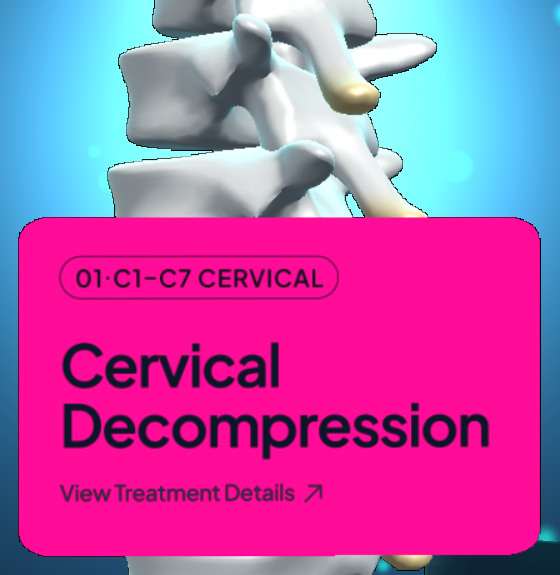 01·C1–C7 CERVICAL
Cervical
Decompression
View Treatment Details ↗